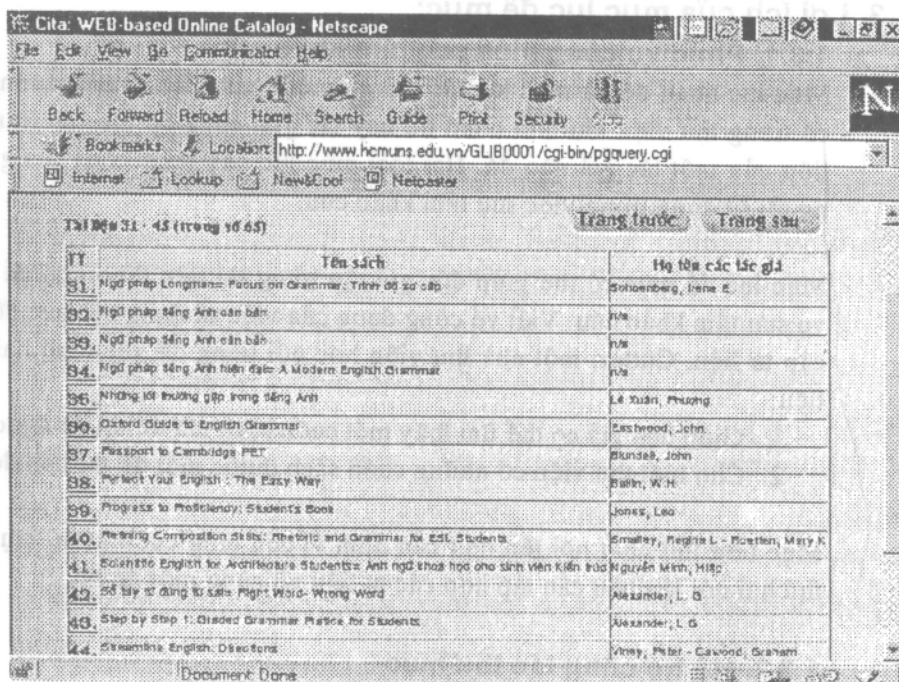 Cita: WEB-based Online Catalog - Netscape
File Edit View Go Communicator Help
Back Forward Reload Home Search Guide Print Security Stop
N
Bookmarks Location: http://www.hcmuns.edu.vn/GLIB0001/cgi-bin/pgquery.cgi
Internet Lookup New&Cool Netcaster
Tài liệu 31 - 45 (trong số 65) Trang trước Trang sau
TT Tên sách Họ tên các tác giả
31. Ngữ pháp Longman= Focus on Grammar: Trình độ sơ cấp Schoenberg, Irene E.
32. Ngữ pháp tiếng Anh căn bản n/a
33. Ngữ pháp tiếng Anh căn bản n/a
34. Ngữ pháp tiếng Anh hiện đại= A Modern English Grammar n/a
35. Những lỗi thường gặp trong tiếng Anh Lê Xuân, Phương
36. Oxford Guide to English Grammar Eastwood, John
37. Passport to Cambridge PET Blundell, John
38. Perfect Your English : The Easy Way W.H
39. Progress to Proficiency: Student's Book Jones, Leo
40. Refining Composition Skills: Rhetoric and Grammar for ESL Students Smalley, Regina L - Ruetten, Mary K
41. Scientific English for Architecture Students= Anh ngữ khoa học cho sinh viên Kiến trúc Nguyễn Minh, Hiệp
42. Sổ tay từ dùng từ sai= Right Word- Wrong Word Alexander, L. G
43. Step by Step 1: Graded Grammar Pratice for Students Alexander, L G
44. Streamline English: Directions Viney, Peter - Cawood, Graham
Document: Done